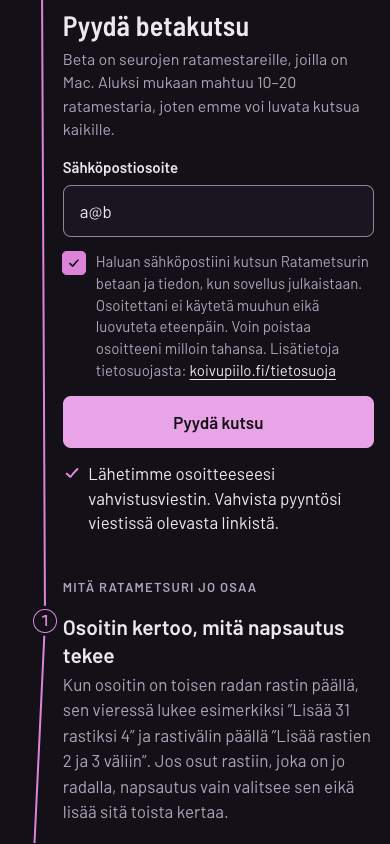 Pyydä betakutsu
Beta on seurojen ratamestareille, joilla on
Mac. Aluksi mukaan mahtuu 10–20
ratamestaria, joten emme voi luvata kutsua
kaikille.
Sähköpostiosoite
a@b
Haluan sähköpostiini kutsun Ratametsurin
betaan ja tiedon, kun sovellus julkaistaan.
Osoitettani ei käytetä muuhun eikä
luovuteta eteenpäin. Voin poistaa
osoitteeni milloin tahansa. Lisätietoja
tietosuojasta: koivupiilo.fi/tietosuoja
Pyydä kutsu
Lähetimme osoitteeseesi
vahvistusviestin. Vahvista pyyntösi
viestissä olevasta linkistä.
MITÄ RATAMETSURI JO OSAA
1
Osoitin kertoo, mitä napsautus
tekee
Kun osoitin on toisen radan rastin päällä,
sen vieressä lukee esimerkiksi ”Lisää 31
rastiksi 4” ja rastivälin päällä ”Lisää rastien
2 ja 3 väliin”. Jos osut rastiin, joka on jo
radalla, napsautus vain valitsee sen eikä
lisää sitä toista kertaa.